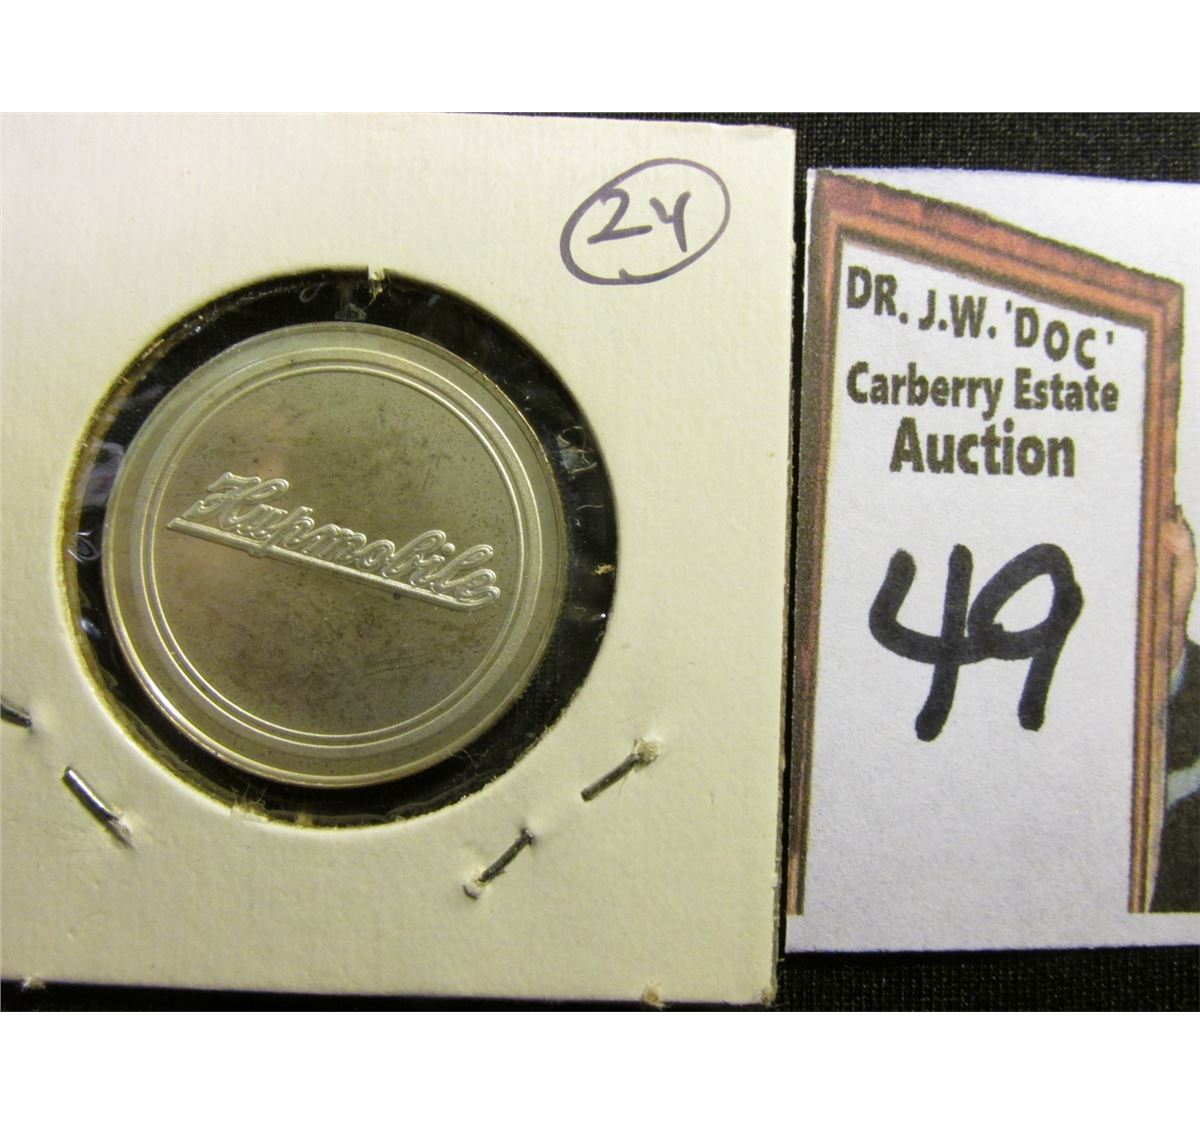 24
Hupmobile
DR. J.W. 'DOC'
Carberry Estate
Auction
49